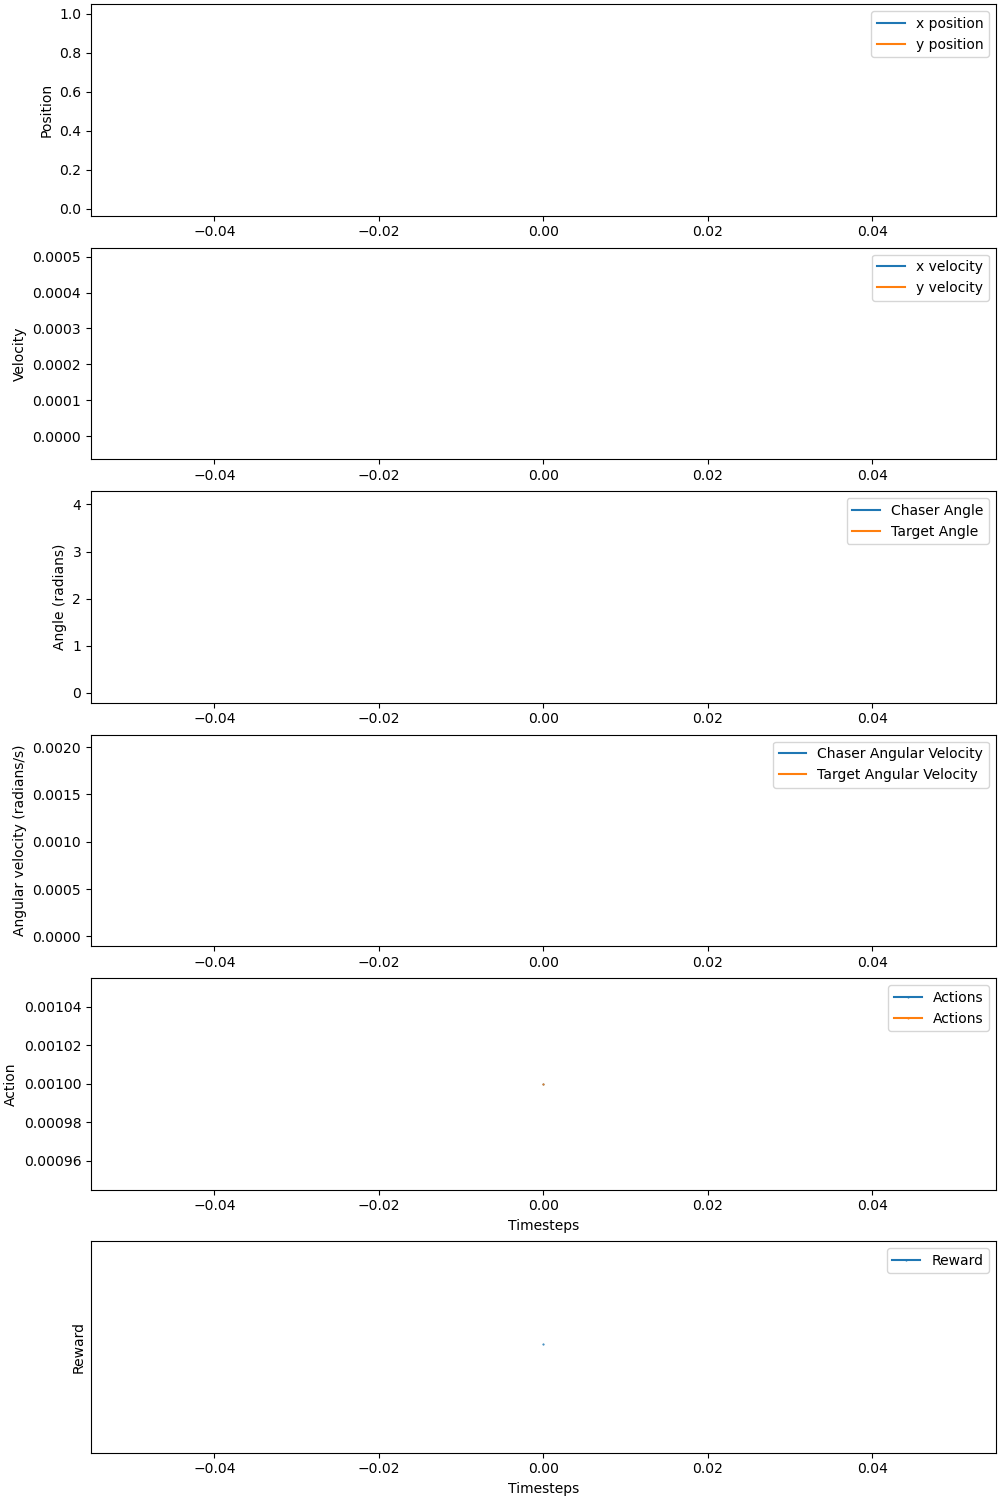 1.0
0.8
0.6
0.4
0.2
0.0
Position
x position
y position
−0.04 −0.02 0.00 0.02 0.04
0.0005
0.0004
0.0003
0.0002
0.0001
0.0000
Velocity
x velocity
y velocity
−0.04 −0.02 0.00 0.02 0.04
4
3
2
1
0
Angle (radians)
Chaser Angle
Target Angle
−0.04 −0.02 0.00 0.02 0.04
0.0020
0.0015
0.0010
0.0005
0.0000
Angular velocity (radians/s)
Chaser Angular Velocity
Target Angular Velocity
−0.04 −0.02 0.00 0.02 0.04
0.00104
0.00102
0.00100
0.00098
0.00096
Action
Actions
Actions
−0.04 −0.02 0.00 0.02 0.04
Timesteps
Reward
Reward
−0.04 −0.02 0.00 0.02 0.04
Timesteps